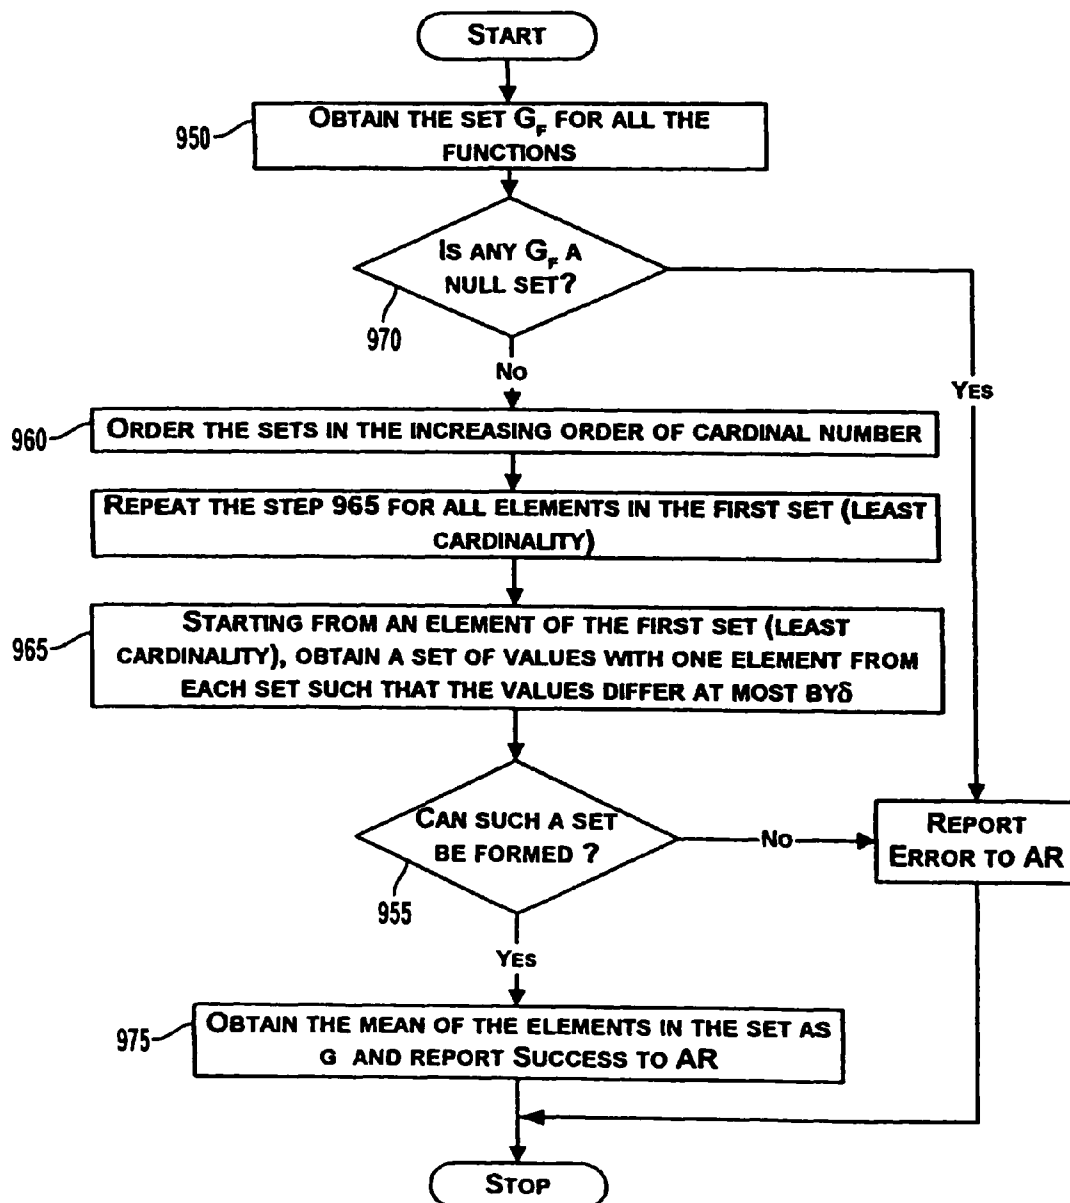 START
950
OBTAIN THE SET GF FOR ALL THE
FUNCTIONS
IS ANY GF A
NULL SET?
970
NO
YES
960
ORDER THE SETS IN THE INCREASING ORDER OF CARDINAL NUMBER
REPEAT THE STEP 965 FOR ALL ELEMENTS IN THE FIRST SET (LEAST
CARDINALITY)
965
STARTING FROM AN ELEMENT OF THE FIRST SET (LEAST
CARDINALITY), OBTAIN A SET OF VALUES WITH ONE ELEMENT FROM
EACH SET SUCH THAT THE VALUES DIFFER AT MOST BYδ
CAN SUCH A SET
BE FORMED ?
955
NO
REPORT
ERROR TO AR
YES
975
OBTAIN THE MEAN OF THE ELEMENTS IN THE SET AS
G AND REPORT SUCCESS TO AR
STOP